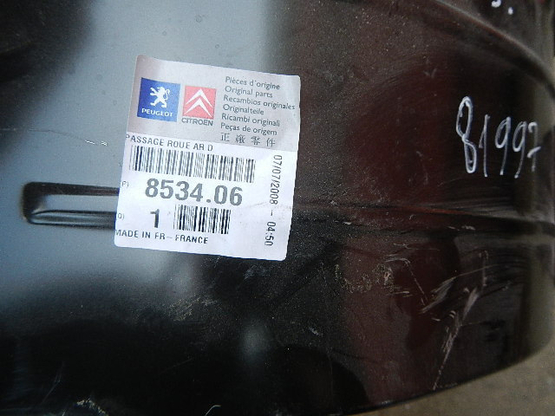 Pièces d'origine
Original parts
Recambios originales
Originalteile
Ricambi originali
Peças de origem
正廠零件
PEUGEOT
CITROËN
PASSAGE ROUE AR D
(P)
8534.06
(Q)
1
MADE IN FR-FRANCE
07/07/2008 - 04:50
81997